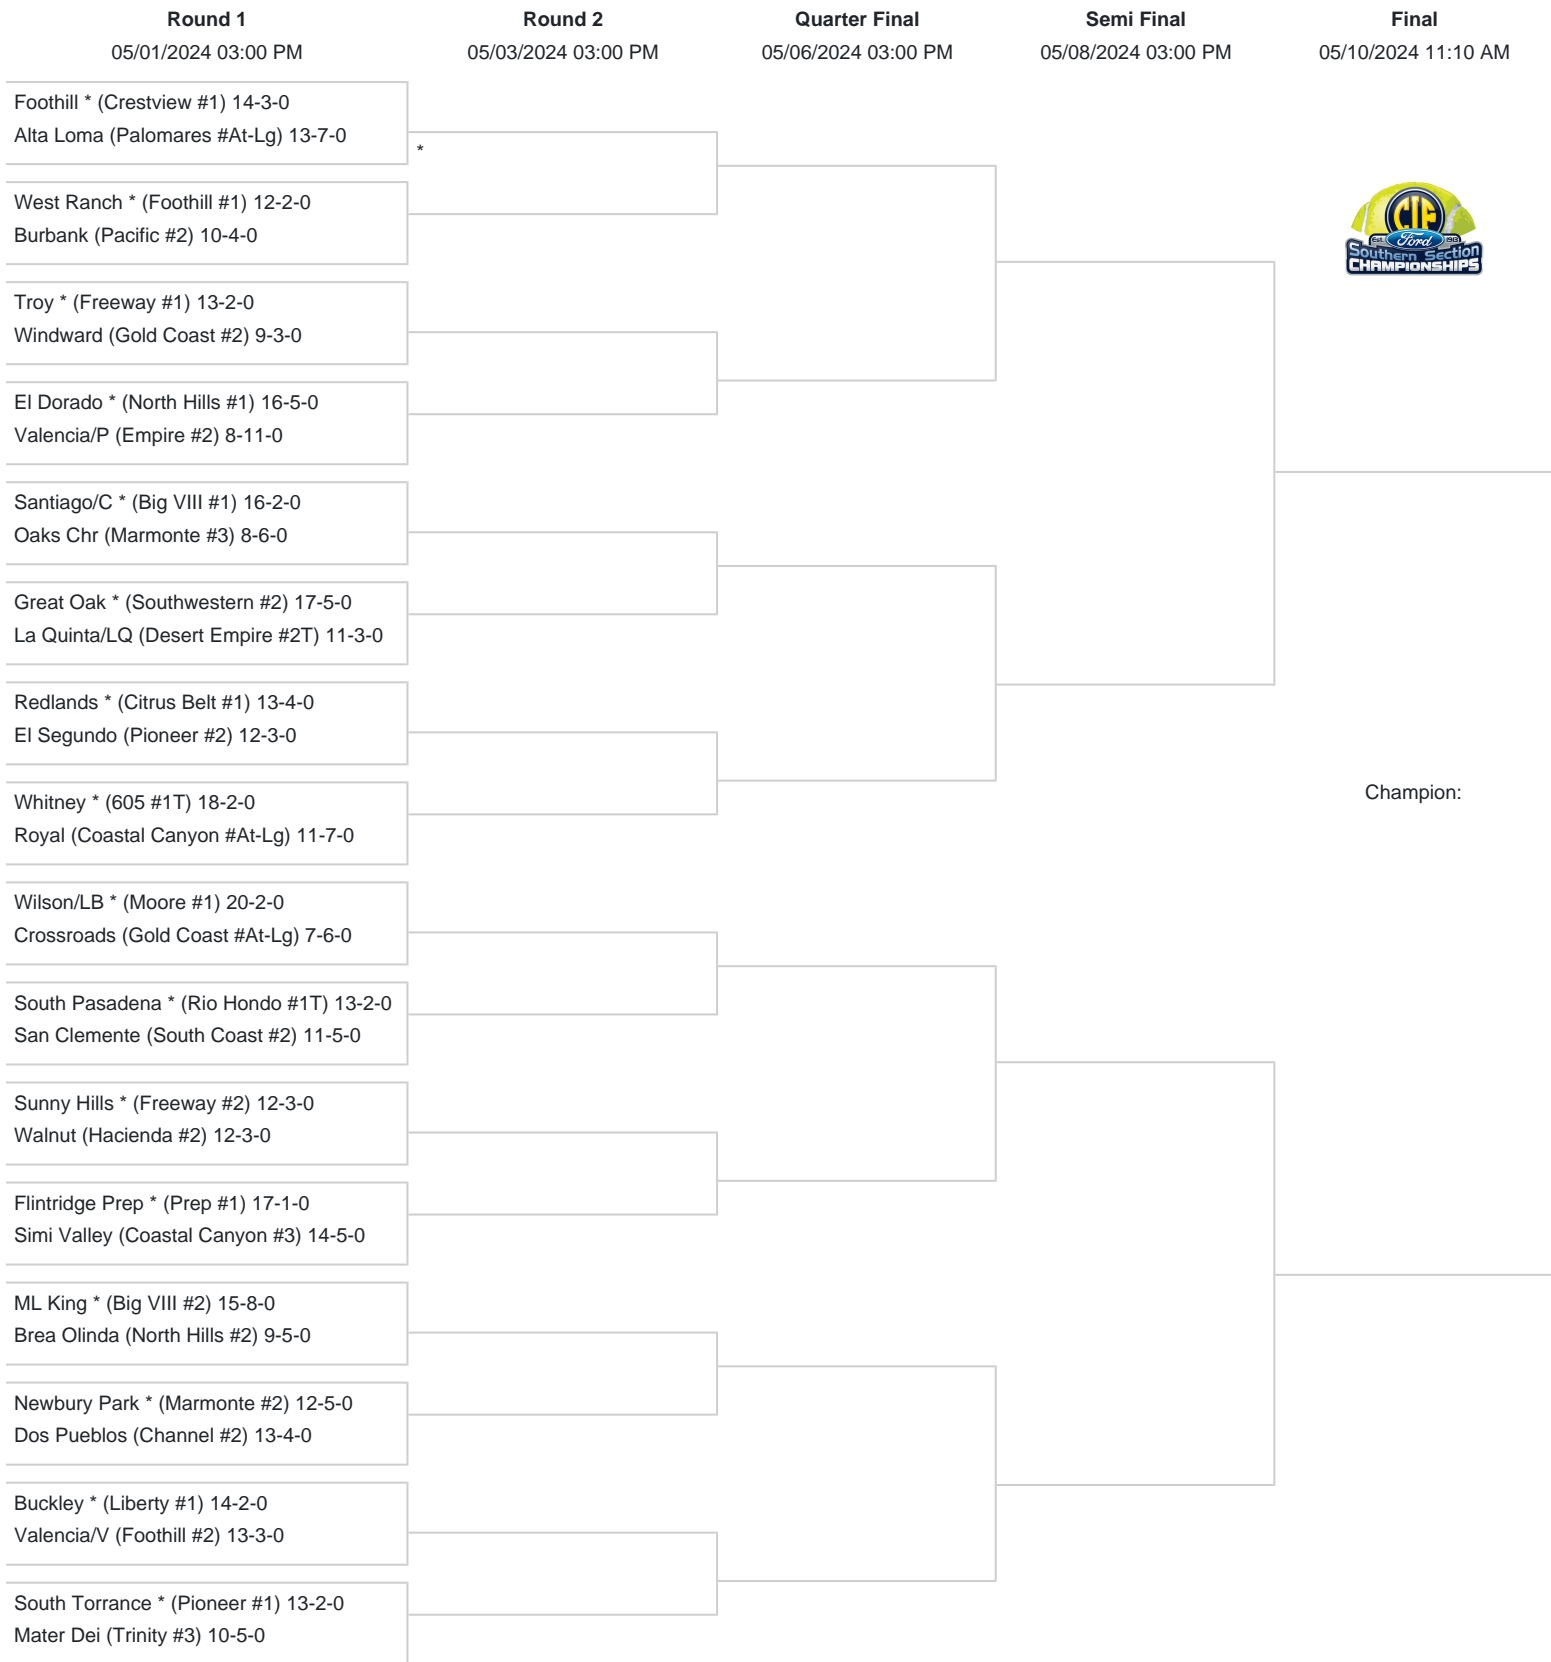 Round 1
05/01/2024 03:00 PM
Round 2
05/03/2024 03:00 PM
Quarter Final
05/06/2024 03:00 PM
Semi Final
05/08/2024 03:00 PM
Final
05/10/2024 11:10 AM
Foothill * (Crestview #1) 14-3-0
Alta Loma (Palomares #At-Lg) 13-7-0
*
West Ranch * (Foothill #1) 12-2-0
Burbank (Pacific #2) 10-4-0
Troy * (Freeway #1) 13-2-0
Windward (Gold Coast #2) 9-3-0
El Dorado * (North Hills #1) 16-5-0
Valencia/P (Empire #2) 8-11-0
Santiago/C * (Big VIII #1) 16-2-0
Oaks Chr (Marmonte #3) 8-6-0
Great Oak * (Southwestern #2) 17-5-0
La Quinta/LQ (Desert Empire #2T) 11-3-0
Redlands * (Citrus Belt #1) 13-4-0
El Segundo (Pioneer #2) 12-3-0
Whitney * (605 #1T) 18-2-0
Royal (Coastal Canyon #At-Lg) 11-7-0
Wilson/LB * (Moore #1) 20-2-0
Crossroads (Gold Coast #At-Lg) 7-6-0
South Pasadena * (Rio Hondo #1T) 13-2-0
San Clemente (South Coast #2) 11-5-0
Sunny Hills * (Freeway #2) 12-3-0
Walnut (Hacienda #2) 12-3-0
Flintridge Prep * (Prep #1) 17-1-0
Simi Valley (Coastal Canyon #3) 14-5-0
ML King * (Big VIII #2) 15-8-0
Brea Olinda (North Hills #2) 9-5-0
Newbury Park * (Marmonte #2) 12-5-0
Dos Pueblos (Channel #2) 13-4-0
Buckley * (Liberty #1) 14-2-0
Valencia/V (Foothill #2) 13-3-0
South Torrance * (Pioneer #1) 13-2-0
Mater Dei (Trinity #3) 10-5-0
CIF
Est. Ford 1913
Southern Section
CHAMPIONSHIPS
Champion: